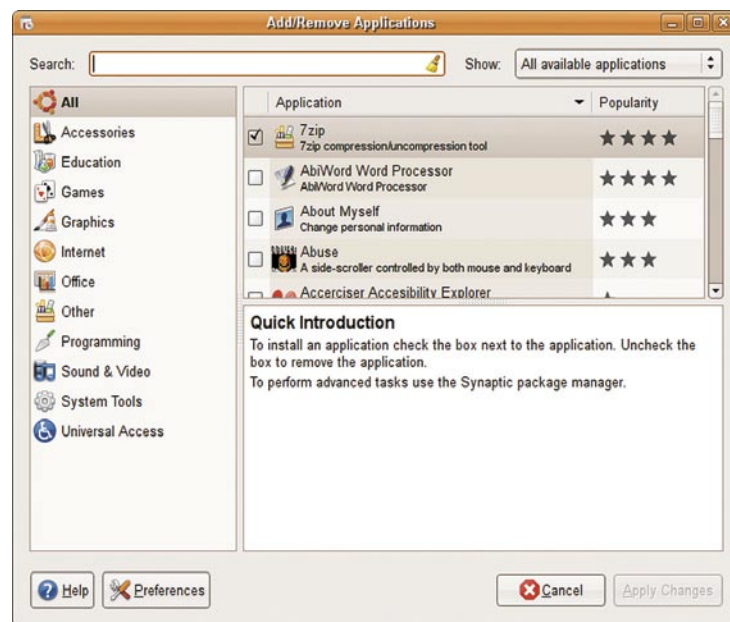 Add/Remove Applications
Search:
Show:
All available applications
All
Accessories
Education
Games
Graphics
Internet
Office
Other
Programming
Sound & Video
System Tools
Universal Access
Application
Popularity
7zip
7zip compression/uncompression tool
AbiWord Word Processor
AbiWord Word Processor
About Myself
Change personal information
Abuse
A side-scroller controlled by both mouse and keyboard
Accerciser Accesibility Explorer
Quick Introduction
To install an application check the box next to the application. Uncheck the
box to remove the application.
To perform advanced tasks use the Synaptic package manager.
Help
Preferences
Cancel
Apply Changes